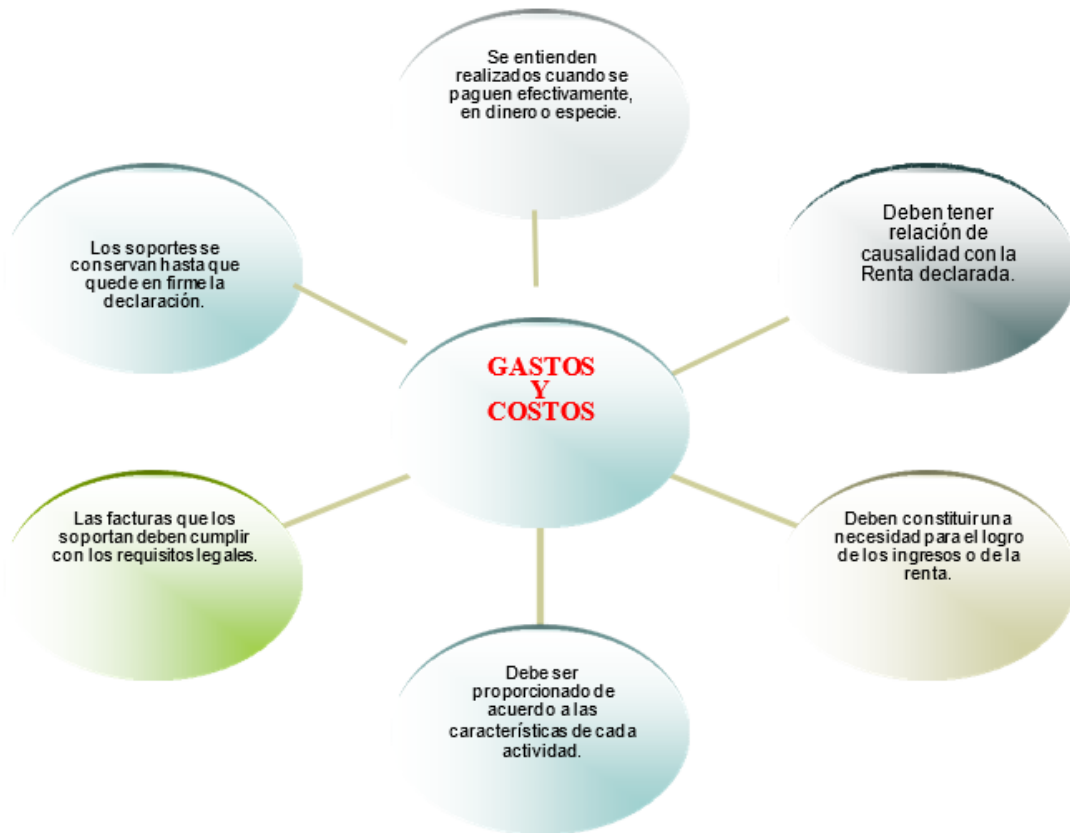 Se entienden
realizados cuando se
paguen efectivamente,
en dinero o especie.
Deben tener
relación de
causalidad con la
Renta declarada.
Los soportes se
conservan hasta que
quede en firme la
declaración.
GASTOS
Y
COSTOS
Las facturas que los
soportan deben cumplir
con los requisitos legales.
Deben constituir una
necesidad para el logro
de los ingresos o de la
renta.
Debe ser
proporcionado de
acuerdo a las
características de cada
actividad.